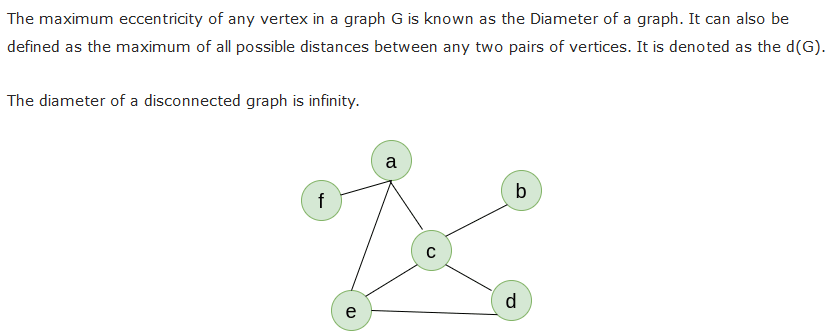 The maximum eccentricity of any vertex in a graph G is known as the Diameter of a graph. It can also be
defined as the maximum of all possible distances between any two pairs of vertices. It is denoted as the d(G).
The diameter of a disconnected graph is infinity.
a
b
f
c
d
e